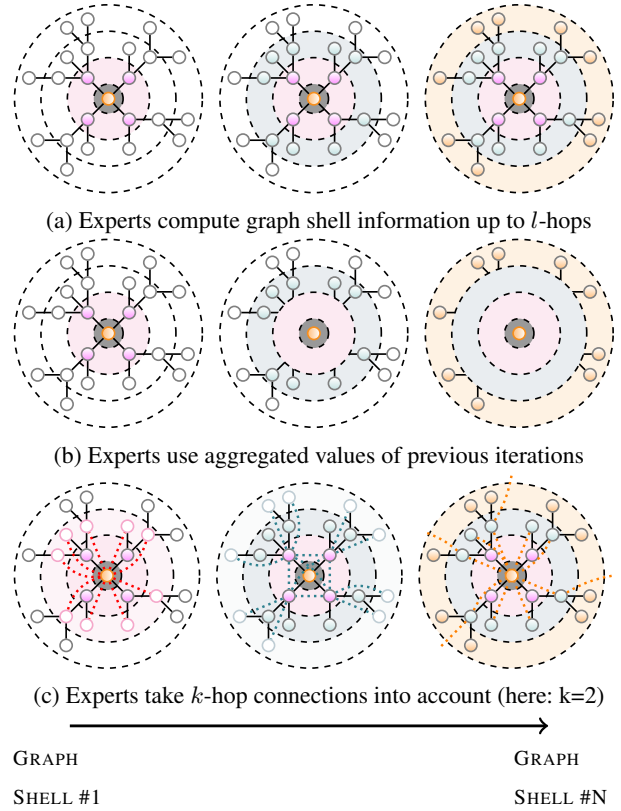 (a) Experts compute graph shell information up to l-hops
(b) Experts use aggregated values of previous iterations
(c) Experts take k-hop connections into account (here: k=2)
GRAPH GRAPH
SHELL #1 SHELL #N